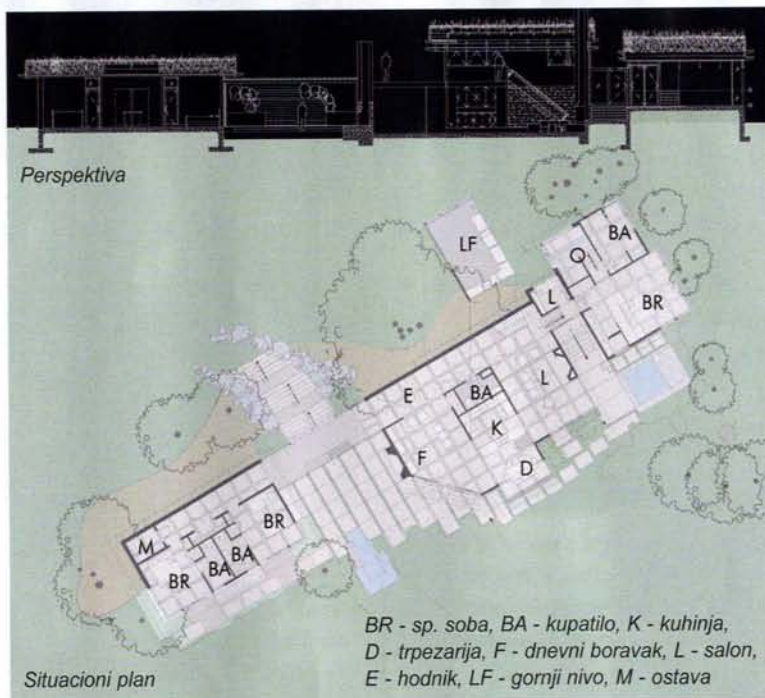 Perspektiva
LF
BA
O
L
BR
E
BA
L
K
F
D
BR
M
BA
BA
BR
BR - sp. soba, BA - kupatilo, K - kuhinja,
D - trpezarija, F - dnevni boravak, L - salon,
E - hodnik, LF - gornji nivo, M - ostava
Situacioni plan